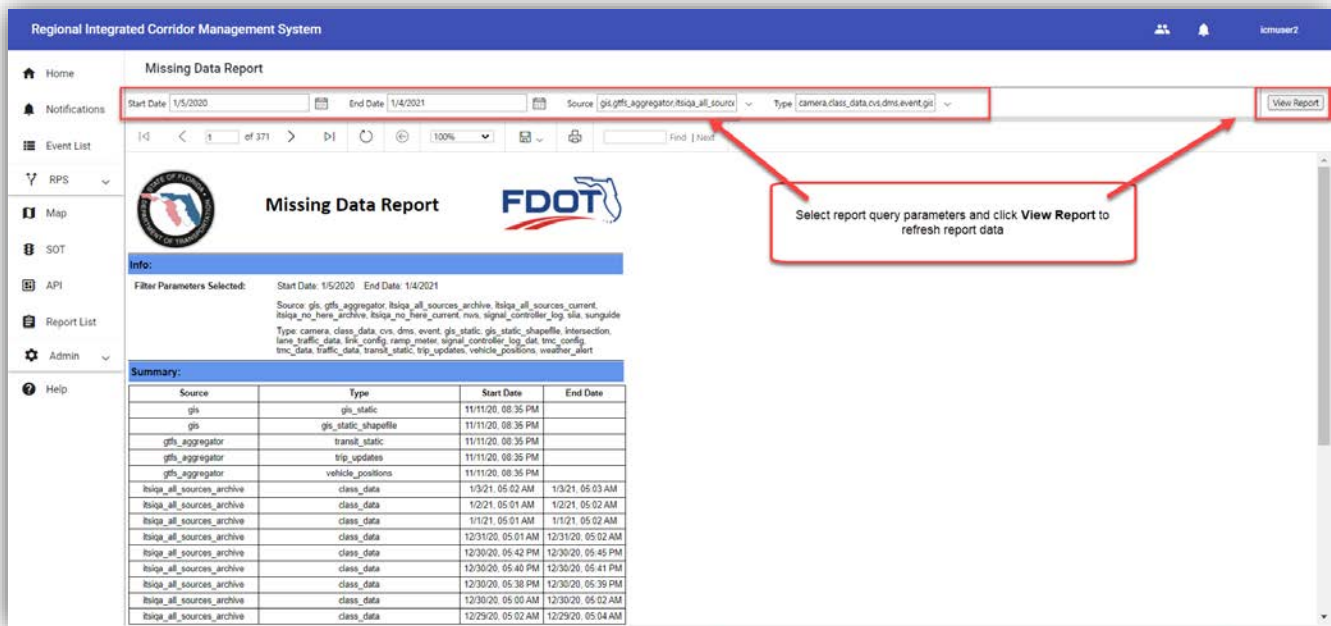 Regional Integrated Corridor Management System
icmuser2
Home
Notifications
Event List
RPS
Map
SOT
API
Report List
Admin
Help
Missing Data Report
Start Date 1/5/2020 End Date 1/4/2021 Source gis,gtfs_aggregator,itsiqa_all_source Type camera,class_data,cvs,dms,event,gis View Report
1 of 371 100% Find | Next
STATE OF FLORIDA
DEPARTMENT OF TRANSPORTATION
Missing Data Report
FDOT
Select report query parameters and click View Report to
refresh report data
Info:
Filter Parameters Selected: Start Date: 1/5/2020 End Date: 1/4/2021
Source: gis, gtfs_aggregator, itsiqa_all_sources_archive, itsiqa_all_sources_current,
itsiqa_no_here_archive, itsiqa_no_here_current, nws, signal_controller_log, siia, sunguide
Type: camera, class_data, cvs, dms, event, gis_static, gis_static_shapefile, intersection,
lane_traffic_data, link_config, ramp_meter, signal_controller_log_dat, tmc_config,
tmc_data, traffic_data, transit_static, trip_updates, vehicle_positions, weather_alert
Summary:
Source Type Start Date End Date
gis gis_static 11/11/20, 08:35 PM
gis gis_static_shapefile 11/11/20, 08:35 PM
gtfs_aggregator transit_static 11/11/20, 08:35 PM
gtfs_aggregator trip_updates 11/11/20, 08:35 PM
gtfs_aggregator vehicle_positions 11/11/20, 08:35 PM
itsiqa_all_sources_archive class_data 1/3/21, 05:02 AM 1/3/21, 05:03 AM
itsiqa_all_sources_archive class_data 1/2/21, 05:01 AM 1/2/21, 05:02 AM
itsiqa_all_sources_archive class_data 1/1/21, 05:01 AM 1/1/21, 05:02 AM
itsiqa_all_sources_archive class_data 12/31/20, 05:01 AM 12/31/20, 05:02 AM
itsiqa_all_sources_archive class_data 12/30/20, 05:42 PM 12/30/20, 05:45 PM
itsiqa_all_sources_archive class_data 12/30/20, 05:40 PM 12/30/20, 05:41 PM
itsiqa_all_sources_archive class_data 12/30/20, 05:38 PM 12/30/20, 05:39 PM
itsiqa_all_sources_archive class_data 12/30/20, 05:00 AM 12/30/20, 05:02 AM
itsiqa_all_sources_archive class_data 12/29/20, 05:02 AM 12/29/20, 05:04 AM